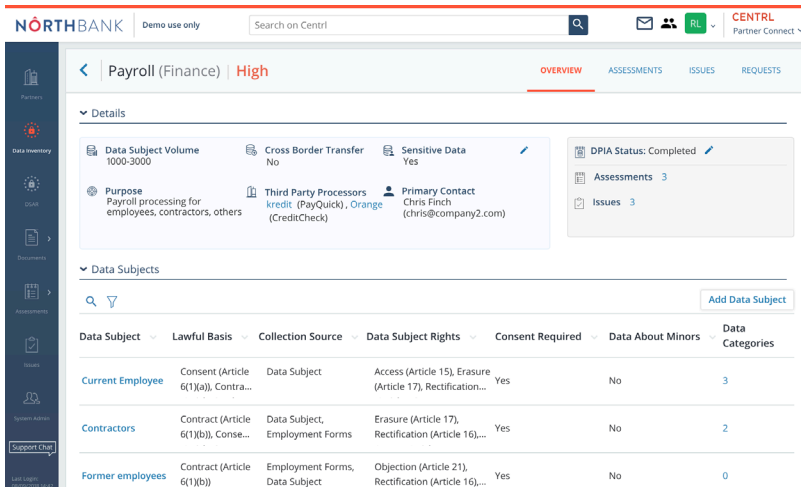 NORTHBANK
Demo use only
Search on Centrl
RL
CENTRL
Partner Connect
Partners
Data Inventory
DSAR
Documents
Assessments
Issues
System Admin
Support Chat
Last Login:
Payroll (Finance) | High
OVERVIEW
ASSESSMENTS
ISSUES
REQUESTS
Details
Data Subject Volume
1000-3000
Cross Border Transfer
No
Sensitive Data
Yes
Purpose
Payroll processing for
employees, contractors, others
Third Party Processors
kredit (PayQuick) , Orange
(CreditCheck)
Primary Contact
Chris Finch
(chris@company2.com)
DPIA Status: Completed
Assessments 3
Issues 3
Data Subjects
Add Data Subject
Data Subject
Lawful Basis
Collection Source
Data Subject Rights
Consent Required
Data About Minors
Data
Categories
Current Employee
Consent (Article
6(1)(a)), Contra...
Data Subject
Access (Article 15), Erasure
(Article 17), Rectification...
Yes
No
3
Contractors
Contract (Article
6(1)(b)), Conse...
Data Subject,
Employment Forms
Erasure (Article 17),
Rectification (Article 16),...
Yes
No
2
Former employees
Contract (Article
6(1)(b))
Employment Forms,
Data Subject
Objection (Article 21),
Rectification (Article 16),...
Yes
No
0